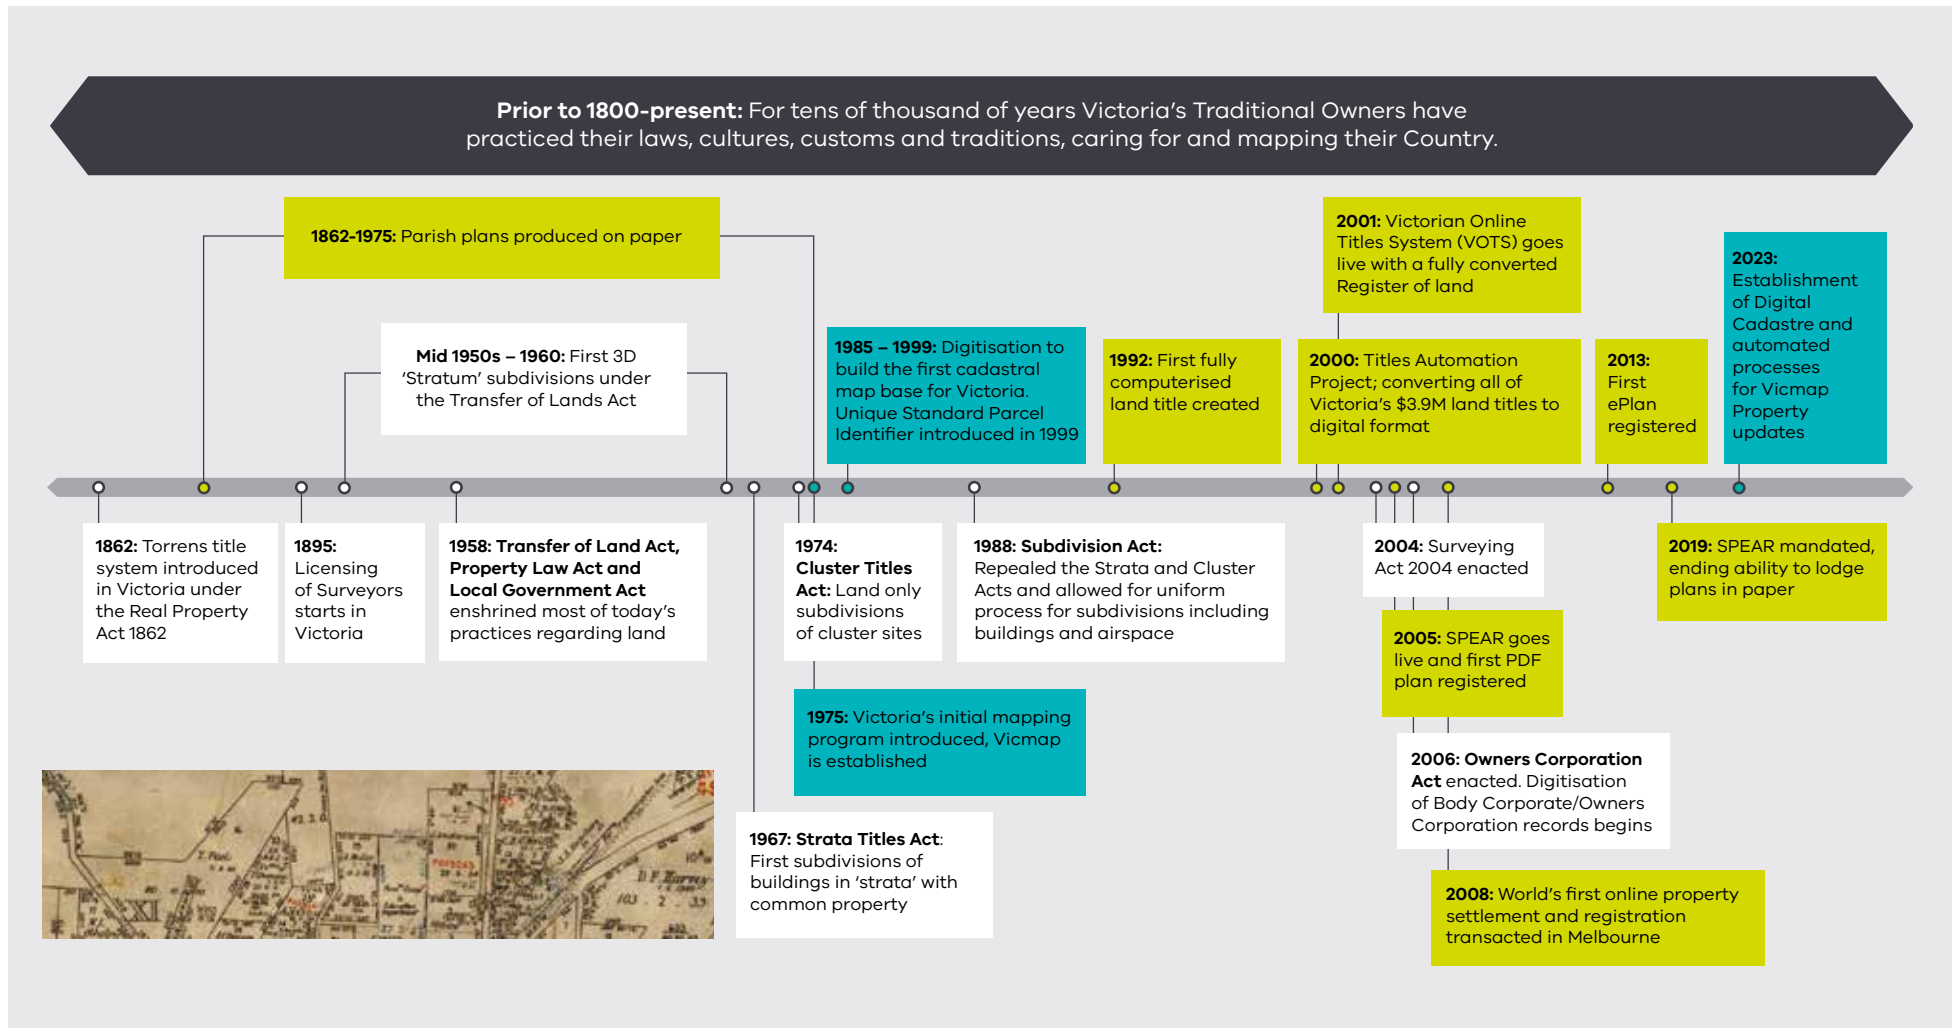 Prior to 1800-present: For tens of thousand of years Victoria's Traditional Owners have
practiced their laws, cultures, customs and traditions, caring for and mapping their Country.
1862-1975: Parish plans produced on paper
Mid 1950s – 1960: First 3D
'Stratum' subdivisions under
the Transfer of Lands Act
1985 – 1999: Digitisation to
build the first cadastral
map base for Victoria.
Unique Standard Parcel
Identifier introduced in 1999
1992: First fully
computerised
land title created
2001: Victorian Online
Titles System (VOTS) goes
live with a fully converted
Register of land
2000: Titles Automation
Project; converting all of
Victoria's $3.9M land titles to
digital format
2013:
First
ePlan
registered
2023:
Establishment
of Digital
Cadastre and
automated
processes
for Vicmap
Property
updates
1862: Torrens title
system introduced
in Victoria under
the Real Property
Act 1862
1895:
Licensing
of Surveyors
starts in
Victoria
1958: Transfer of Land Act,
Property Law Act and
Local Government Act
enshrined most of today's
practices regarding land
1974:
Cluster Titles
Act: Land only
subdivisions
of cluster sites
1988: Subdivision Act:
Repealed the Strata and Cluster
Acts and allowed for uniform
process for subdivisions including
buildings and airspace
2004: Surveying
Act 2004 enacted
2019: SPEAR mandated,
ending ability to lodge
plans in paper
2005: SPEAR goes
live and first PDF
plan registered
1975: Victoria's initial mapping
program introduced, Vicmap
is established
2006: Owners Corporation
Act enacted. Digitisation
of Body Corporate/Owners
Corporation records begins
1967: Strata Titles Act:
First subdivisions of
buildings in 'strata' with
common property
2008: World's first online property
settlement and registration
transacted in Melbourne
XI
103 2 33